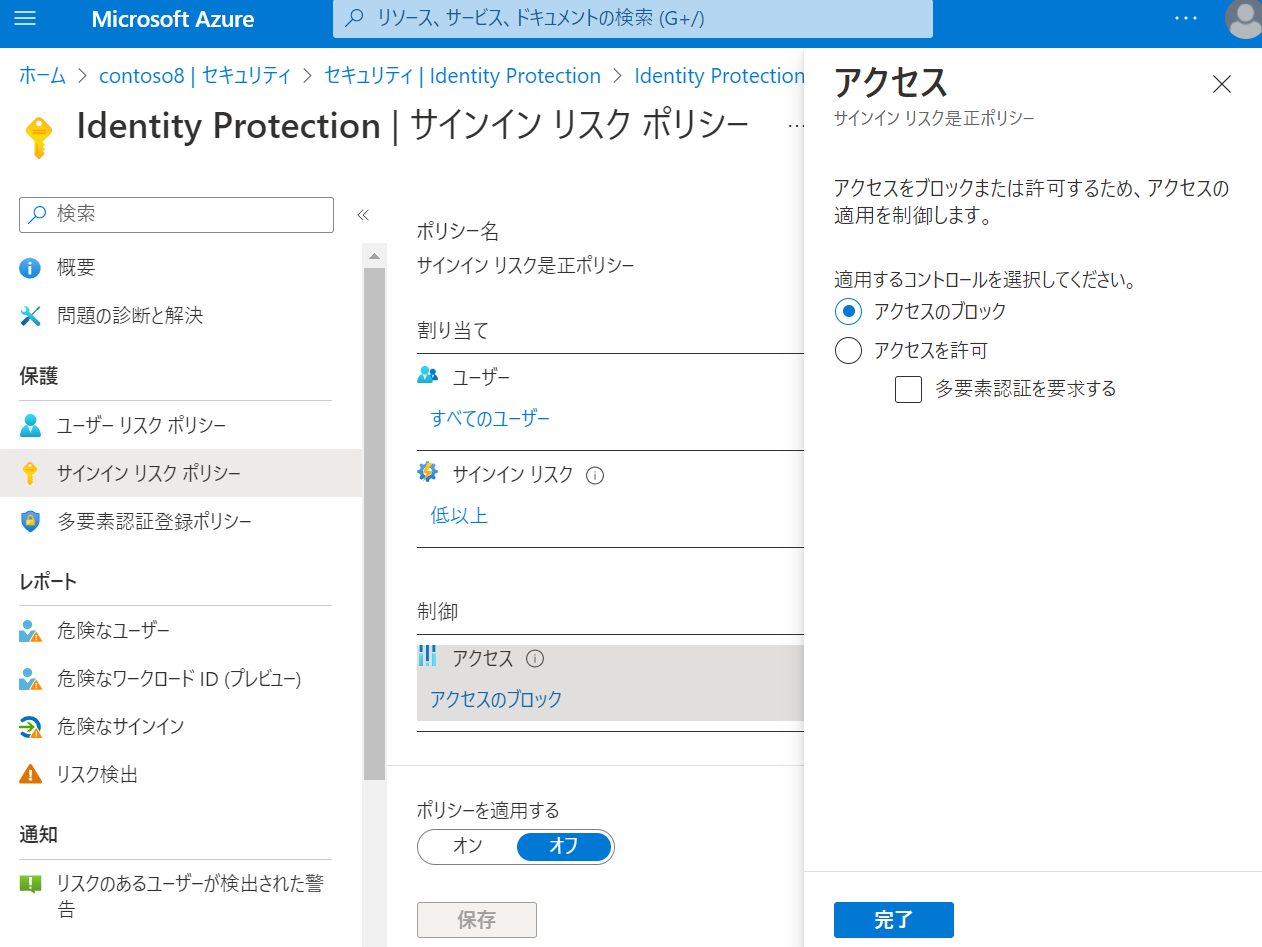 Microsoft Azure
リソース、サービス、ドキュメントの検索 (G+/)
ホーム > contoso8 | セキュリティ > セキュリティ | Identity Protection > Identity Protection
Identity Protection | サインイン リスク ポリシー ...
検索
概要
問題の診断と解決
保護
ユーザー リスク ポリシー
サインイン リスク ポリシー
多要素認証登録ポリシー
レポート
危険なユーザー
危険なワークロード ID (プレビュー)
危険なサインイン
リスク検出
通知
リスクのあるユーザーが検出された警
告
ポリシー名
サインイン リスク是正ポリシー
割り当て
ユーザー
すべてのユーザー
サインイン リスク
低以上
制御
アクセス
アクセスのブロック
ポリシーを適用する
オン オフ
保存
アクセス
サインイン リスク是正ポリシー
アクセスをブロックまたは許可するため、アクセスの
適用を制御します。
適用するコントロールを選択してください。
アクセスのブロック
アクセスを許可
多要素認証を要求する
完了